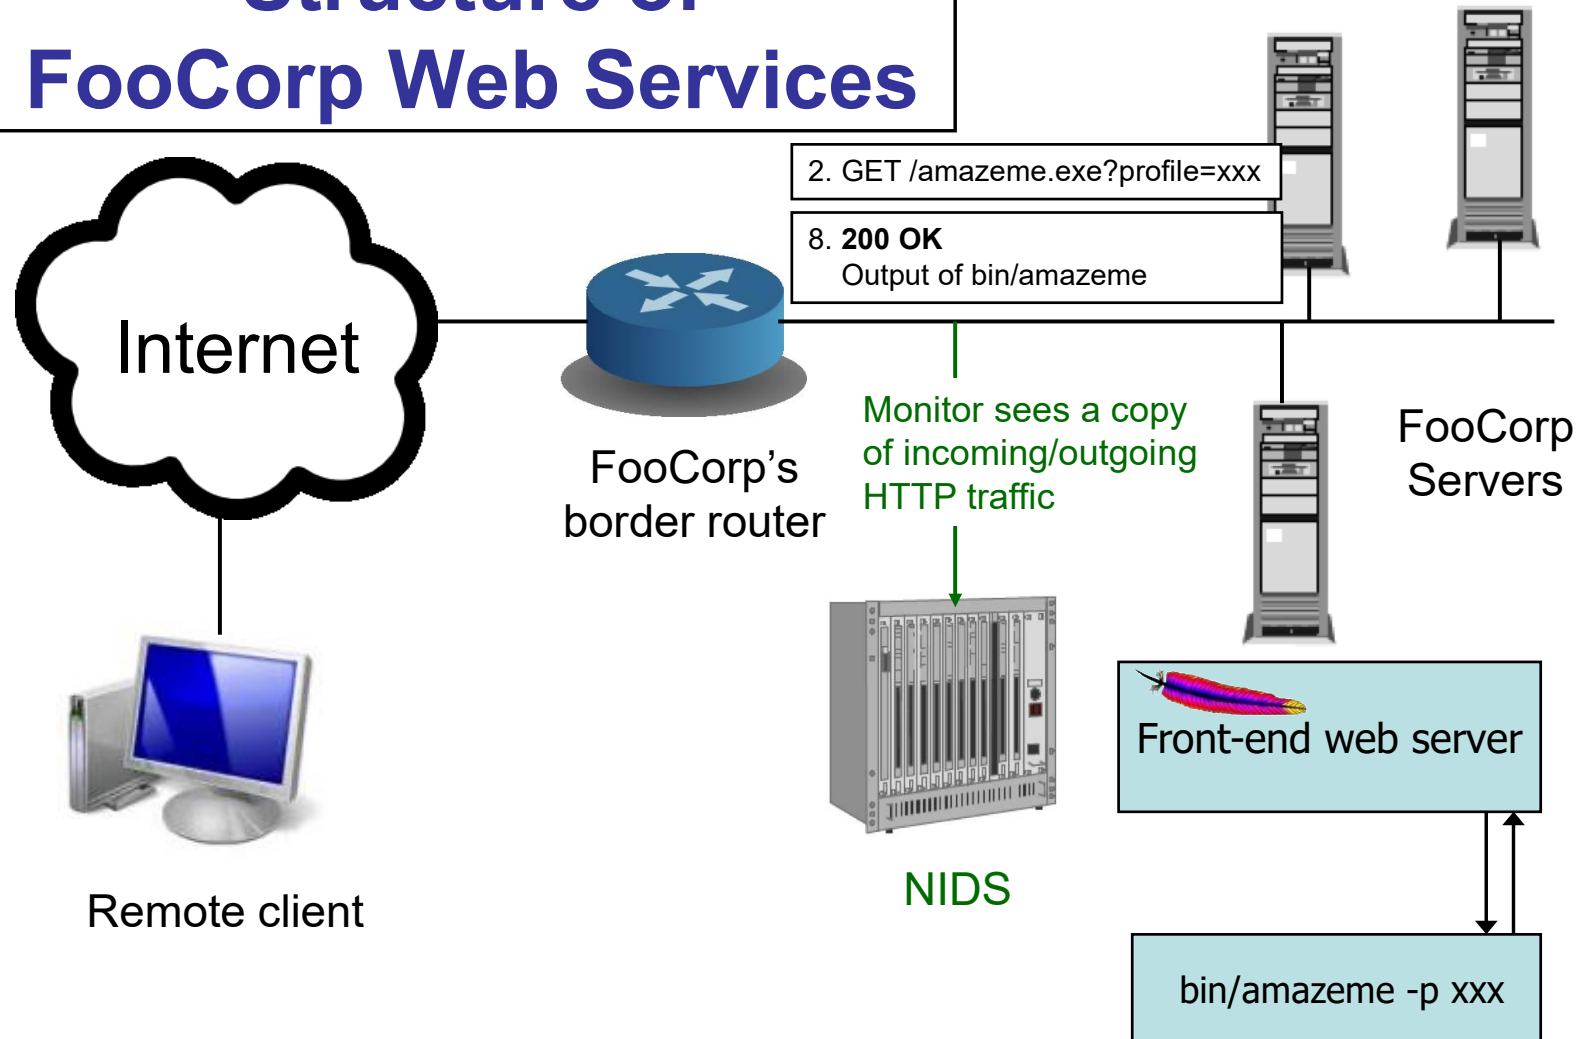 Structure of
FooCorp Web Services
2. GET /amazeme.exe?profile=xxx
8. 200 OK
Output of bin/amazeme
Internet
Monitor sees a copy
of incoming/outgoing
HTTP traffic
FooCorp
Servers
FooCorp’s
border router
Front-end web server
NIDS
Remote client
bin/amazeme -p xxx